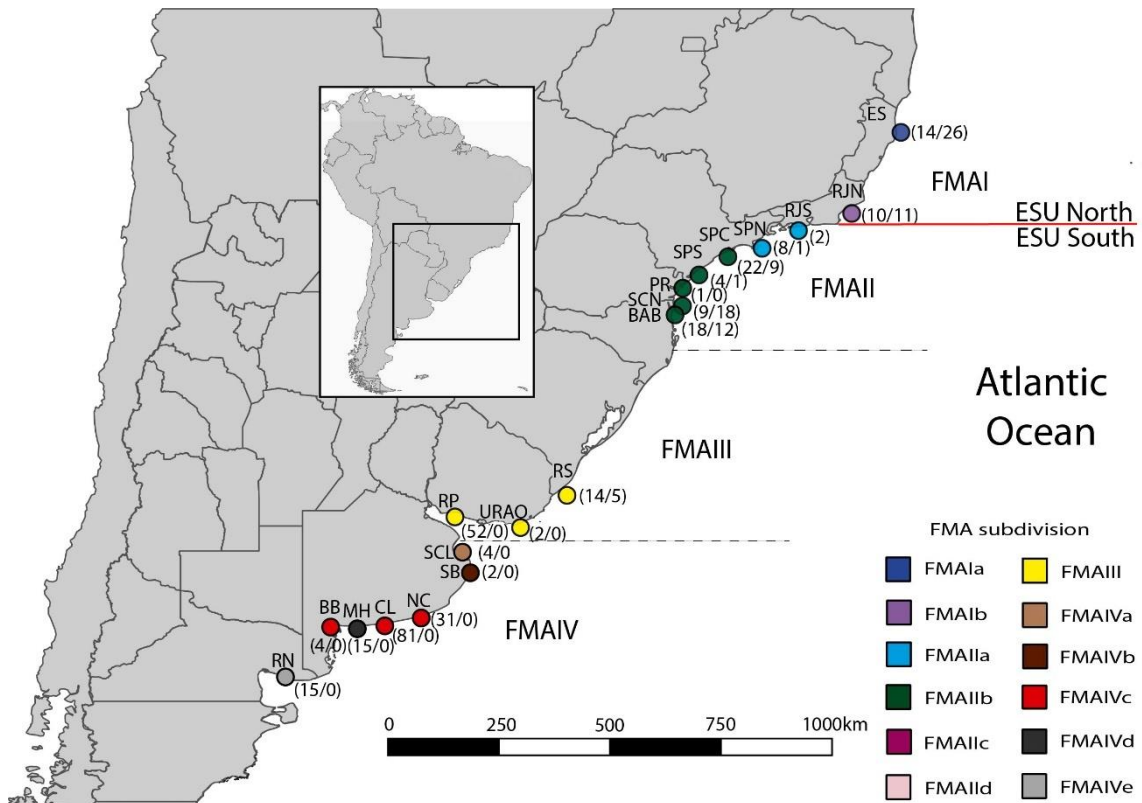 ES
(14/26)
FMAI
RJN
(10/11)
ESU North
ESU South
RJS
(2)
SPN
(8/1)
SPC
(22/9)
FMAII
SPS
(4/1)
PR
(1/0)
SCN
(9/18)
BAB
(18/12)
Atlantic
Ocean
FMAIII
RS
(14/5)
RP
(52/0)
URAO
(2/0)
SCL
(4/0
SB
(2/0)
FMAIV
NC
(31/0)
CL
(81/0)
MH
(15/0)
BB
(4/0)
RN
(15/0)
0 250 500 750 1000km
FMA subdivision
FMAIa
FMAIb
FMAIIa
FMAIIb
FMAIIc
FMAIId
FMAIII
FMAIVa
FMAIVb
FMAIVc
FMAIVd
FMAIVe